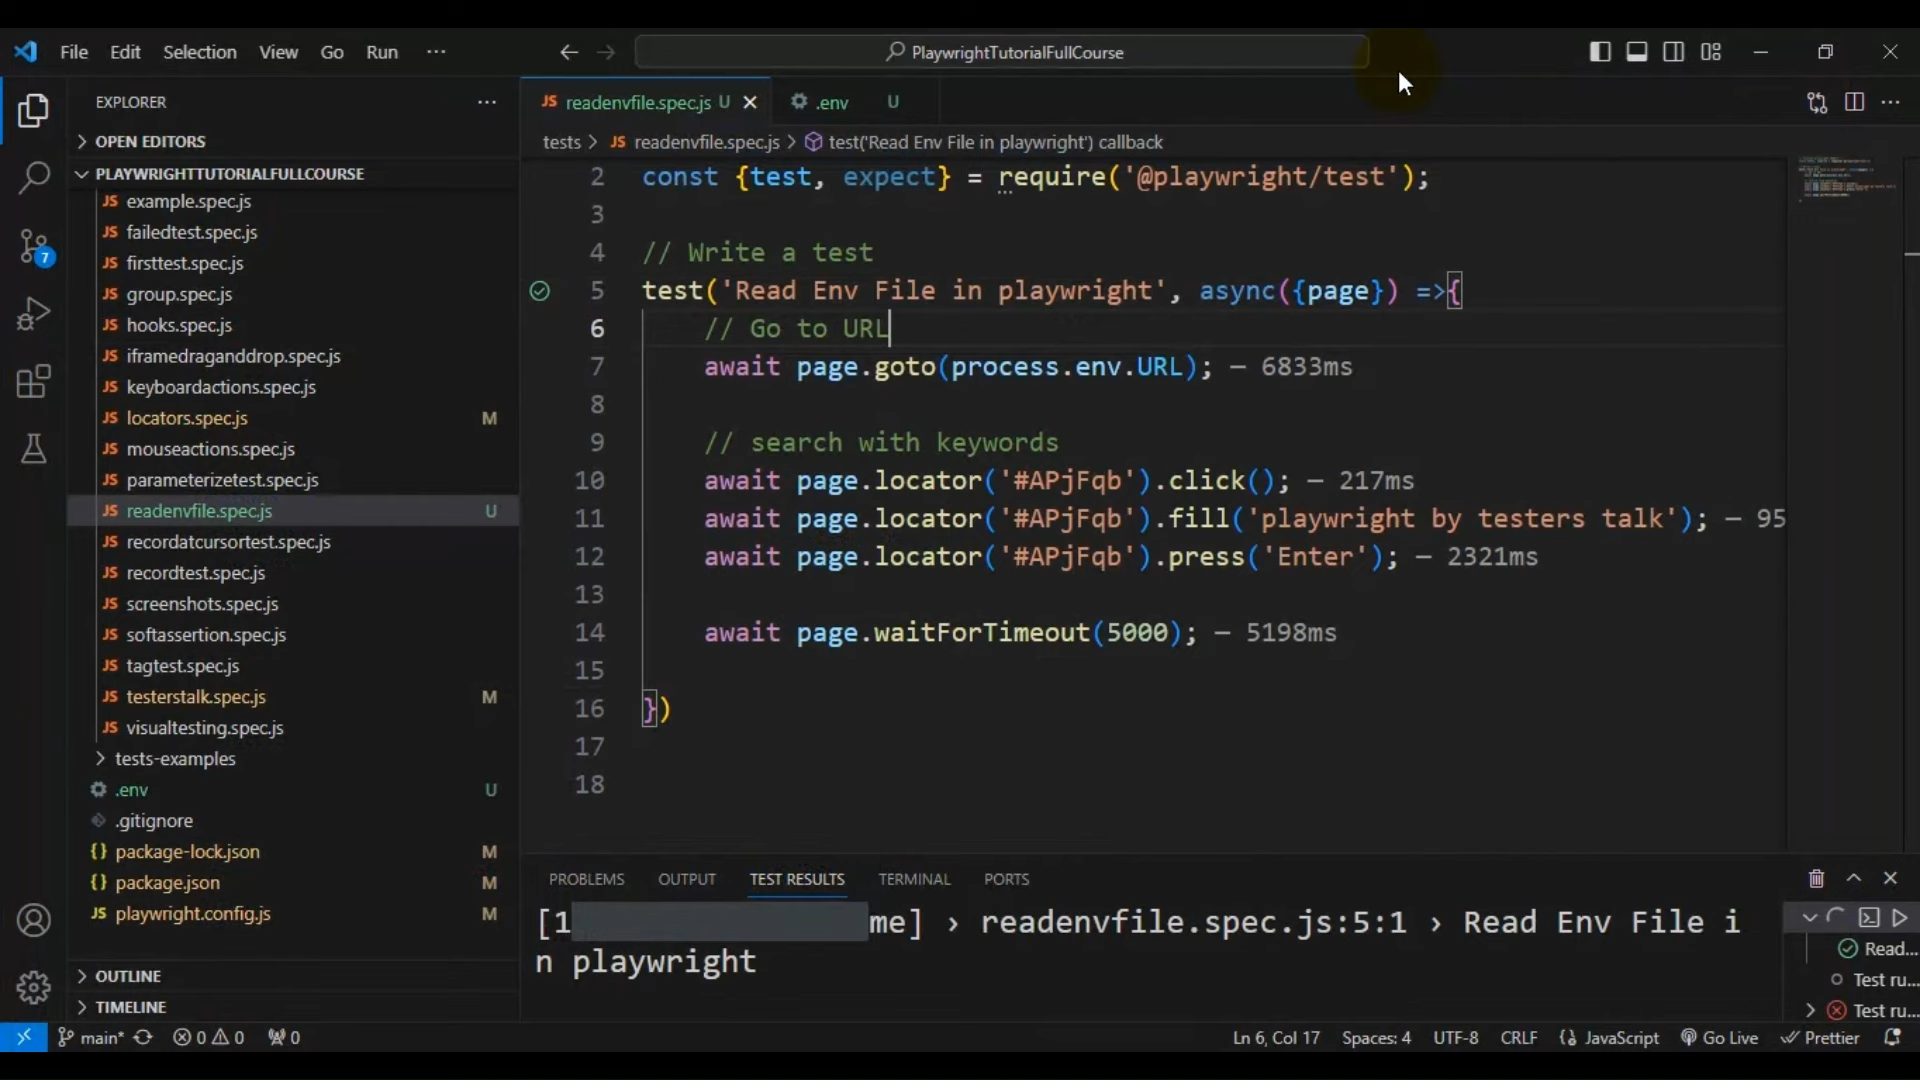 File Edit Selection View Go Run ···
PlaywrightTutorialFullCourse
EXPLORER ···
OPEN EDITORS
PLAYWRIGHTTUTORIALFULLCOURSE
JS example.spec.js
JS failedtest.spec.js
JS firsttest.spec.js
JS group.spec.js
JS hooks.spec.js
JS iframedraganddrop.spec.js
JS keyboardactions.spec.js
JS locators.spec.js M
JS mouseactions.spec.js
JS parameterizetest.spec.js
JS readenvfile.spec.js U
JS recordatcursortest.spec.js
JS recordtest.spec.js
JS screenshots.spec.js
JS softassertion.spec.js
JS tagtest.spec.js
JS testerstalk.spec.js M
JS visualtesting.spec.js
tests-examples
.env U
.gitignore
{} package-lock.json M
{} package.json M
JS playwright.config.js M
OUTLINE
TIMELINE
7
JS readenvfile.spec.js U
.env U
tests > JS readenvfile.spec.js > test('Read Env File in playwright') callback
2 const {test, expect} = require('@playwright/test');
3
4 // Write a test
5 test('Read Env File in playwright', async({page}) =>{
6 // Go to URL
7 await page.goto(process.env.URL); — 6833ms
8
9 // search with keywords
10 await page.locator('#APjFqb').click(); — 217ms
11 await page.locator('#APjFqb').fill('playwright by testers talk'); — 95
12 await page.locator('#APjFqb').press('Enter'); — 2321ms
13
14 await page.waitForTimeout(5000); — 5198ms
15
16 })
17
18
PROBLEMS OUTPUT TEST RESULTS TERMINAL PORTS
[1 me] › readenvfile.spec.js:5:1 › Read Env File i
n playwright
Read...
Test ru...
Test ru...
main* 0 0 0 Ln 6, Col 17 Spaces: 4 UTF-8 CRLF {} JavaScript Go Live Prettier